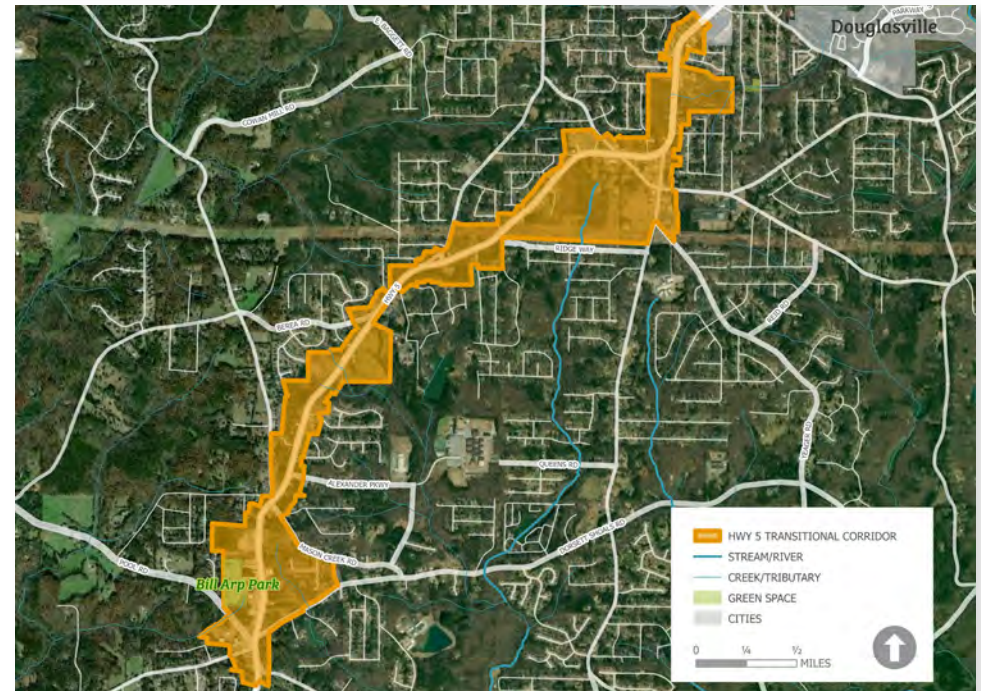 PARKWAY
Douglasville
E. BAGGETT RD
COWAN MILL RD
RIDGE WAY
HWY 5
BEREA RD
REID RD
YEAGER RD
QUEENS RD
ALEXANDER PKWY
DORSETT SHOALS RD
MASON CREEK RD
POOL RD
Bill Arp Park
HWY 5 TRANSITIONAL CORRIDOR
STREAM/RIVER
CREEK/TRIBUTARY
GREEN SPACE
CITIES
0 1/4 1/2
MILES